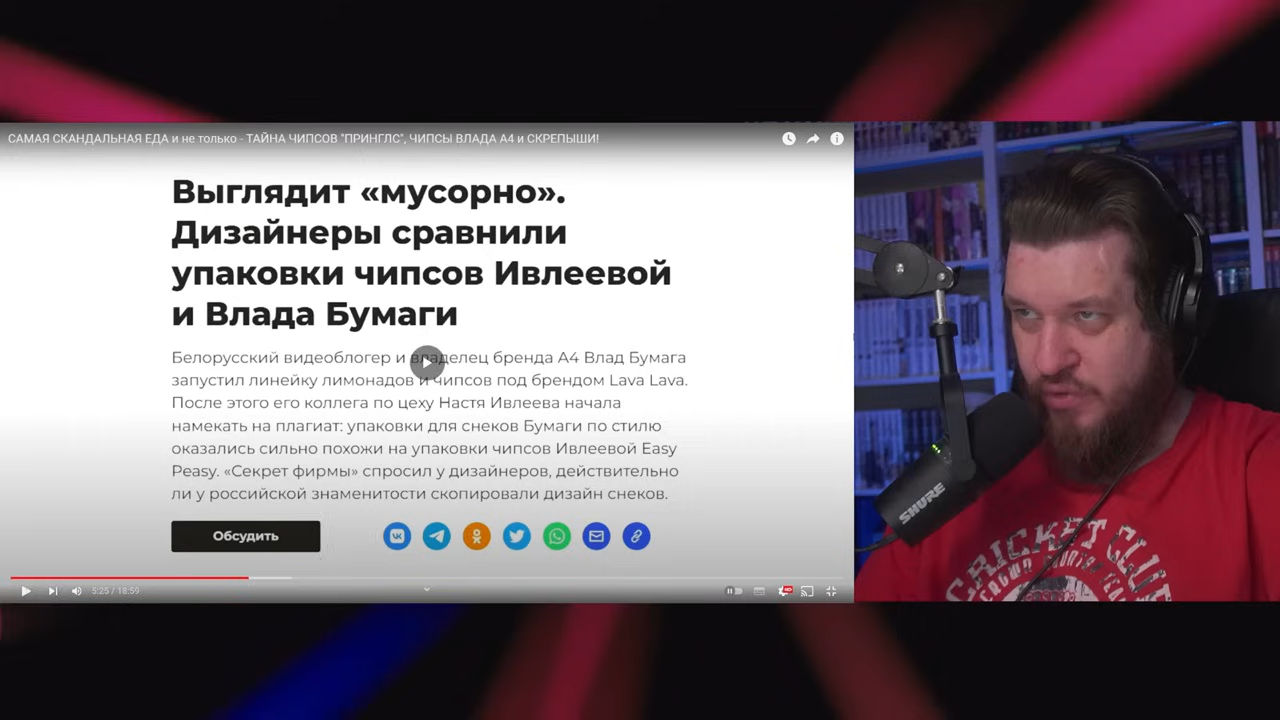 САМАЯ СКАНДАЛЬНАЯ ЕДА и не только - ТАЙНА ЧИПСОВ "ПРИНГЛС", ЧИПСЫ ВЛАДА А4 и СКРЕПЫШИ!
Выглядит «мусорно».
Дизайнеры сравнили
упаковки чипсов Ивлеевой
и Влада Бумаги
Белорусский видеоблогер и владелец бренда А4 Влад Бумага
запустил линейку лимонадов и чипсов под брендом Lava Lava.
После этого его коллега по цеху Настя Ивлеева начала
намекать на плагиат: упаковки для снеков Бумаги по стилю
оказались сильно похожи на упаковки чипсов Ивлеевой Easy
Peasy. «Секрет фирмы» спросил у дизайнеров, действительно
ли у российской знаменитости скопировали дизайн снеков.
Обсудить
5:25 / 18:59
HD
SHURE
CRICKET CLUB